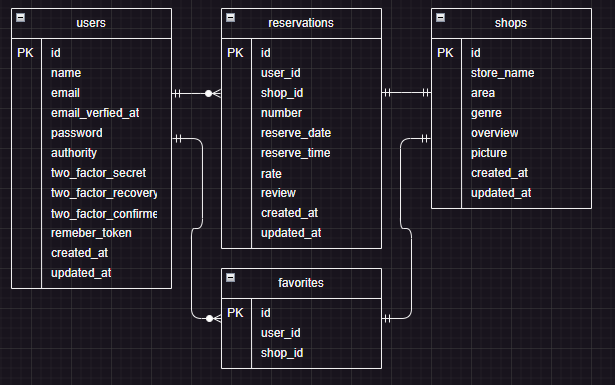 users
PK id
name
email
email_verfied_at
password
authority
two_factor_secret
two_factor_recovery
two_factor_confirme
remeber_token
created_at
updated_at
reservations
PK id
user_id
shop_id
number
reserve_date
reserve_time
rate
review
created_at
updated_at
shops
PK id
store_name
area
genre
overview
picture
created_at
updated_at
favorites
PK id
user_id
shop_id